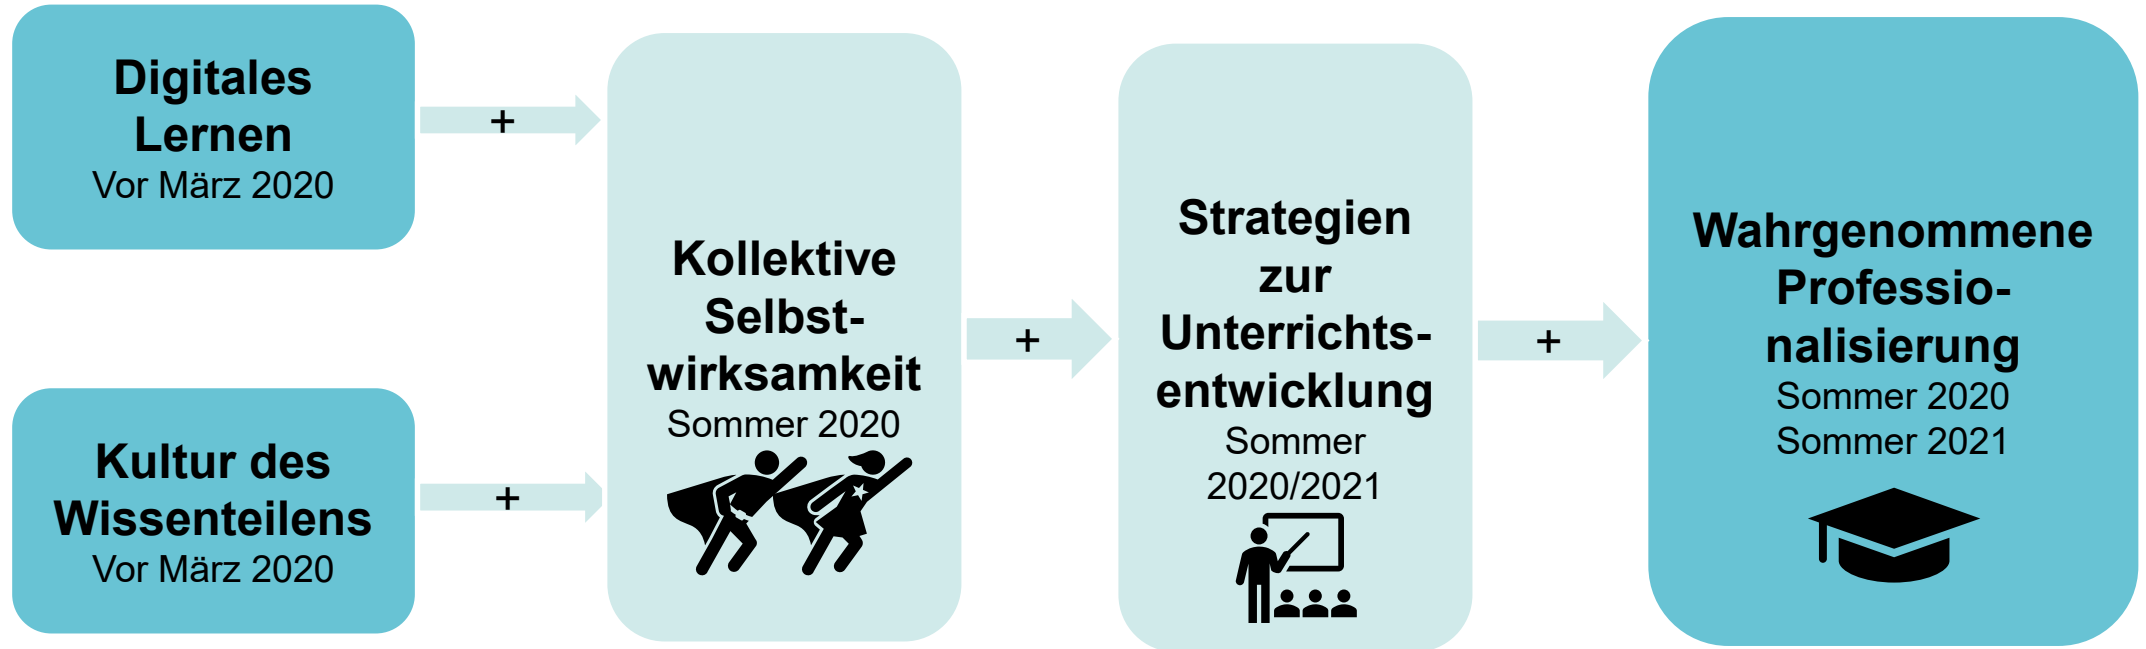 Digitales
Lernen
Vor März 2020
+
Kultur des
Wissenteilens
Vor März 2020
+
Kollektive
Selbst-
wirksamkeit
Sommer 2020
+
Strategien
zur
Unterrichts-
entwicklung
Sommer
2020/2021
+
Wahrgenommene
Professio-
nalisierung
Sommer 2020
Sommer 2021